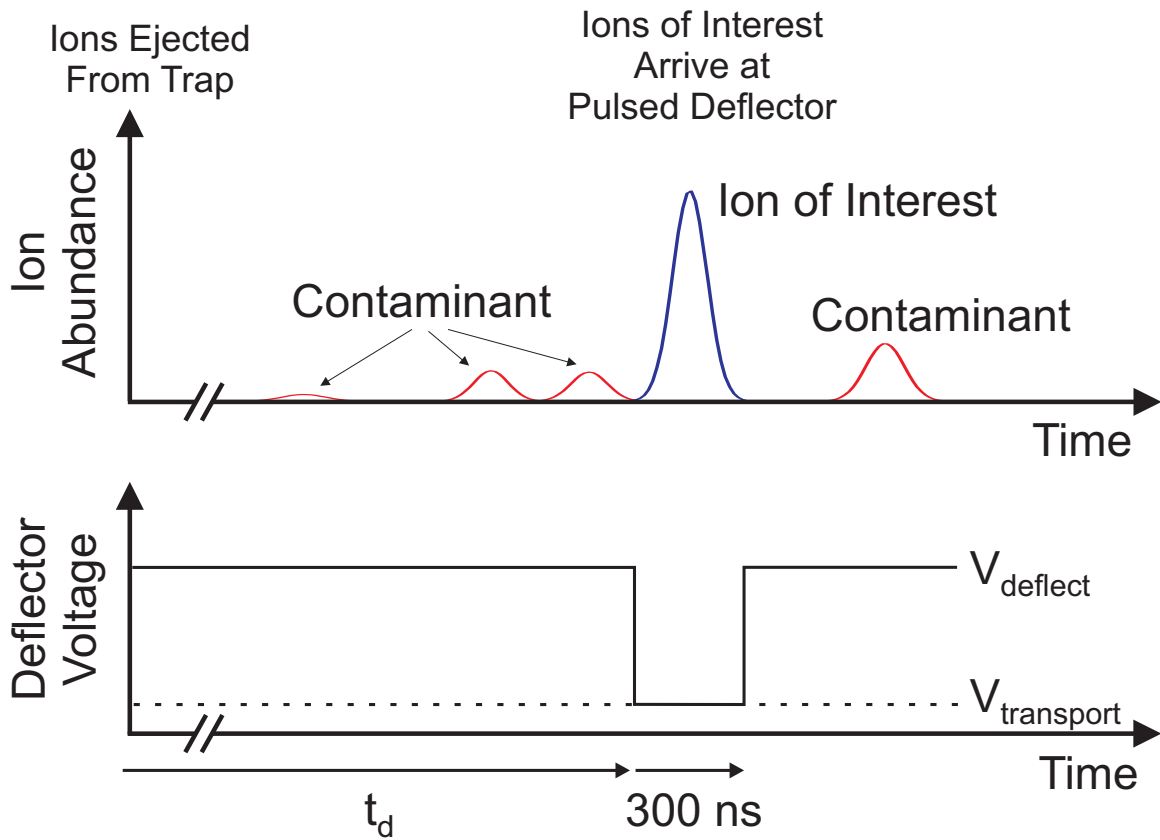 Ions Ejected
From Trap
Ions of Interest
Arrive at
Pulsed Deflector
Ion
Abundance
Ion of Interest
Contaminant
Contaminant
Time
Deflector
Voltage
V_deflect
V_transport
Time
t_d
300 ns